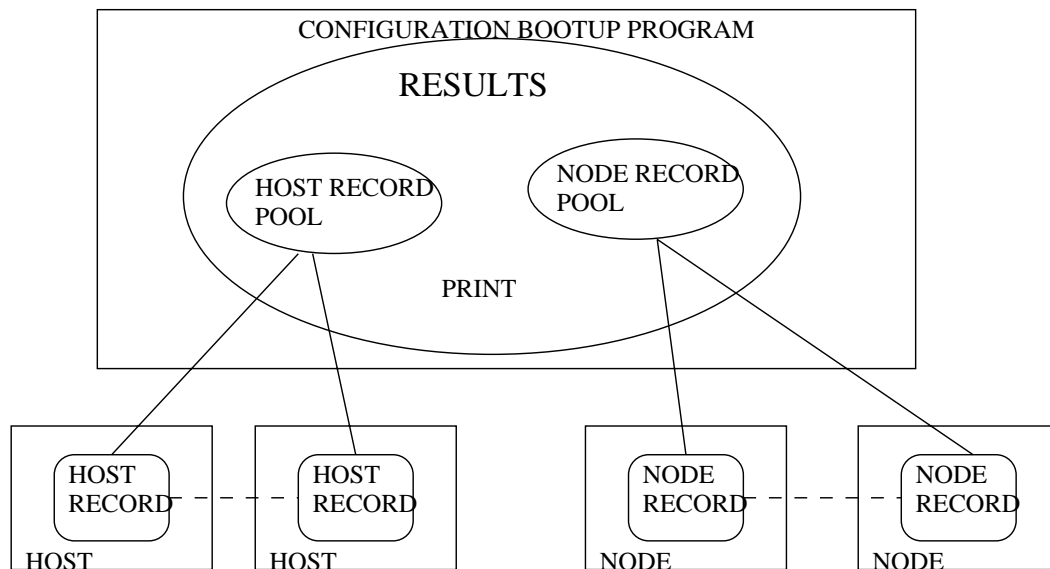 CONFIGURATION BOOTUP PROGRAM
RESULTS
HOST RECORD
POOL
NODE RECORD
POOL
PRINT
HOST
RECORD
HOST
HOST
RECORD
HOST
NODE
RECORD
NODE
NODE
RECORD
NODE